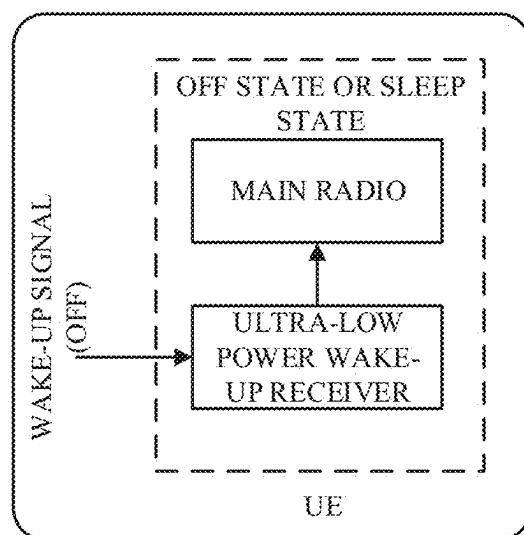 OFF STATE OR SLEEP
STATE
MAIN RADIO
WAKE-UP SIGNAL
(OFF)
ULTRA-LOW
POWER WAKE-
UP RECEIVER
UE